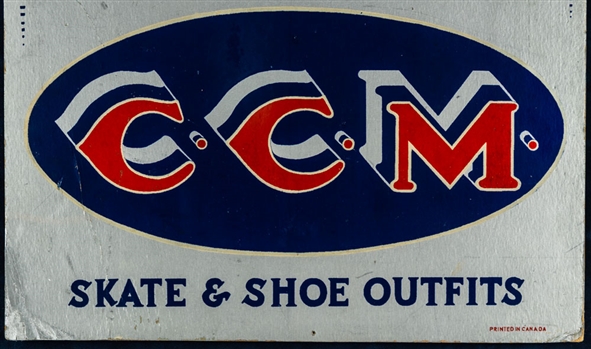 C·C·M·
SKATE & SHOE OUTFITS
PRINTED IN CANADA